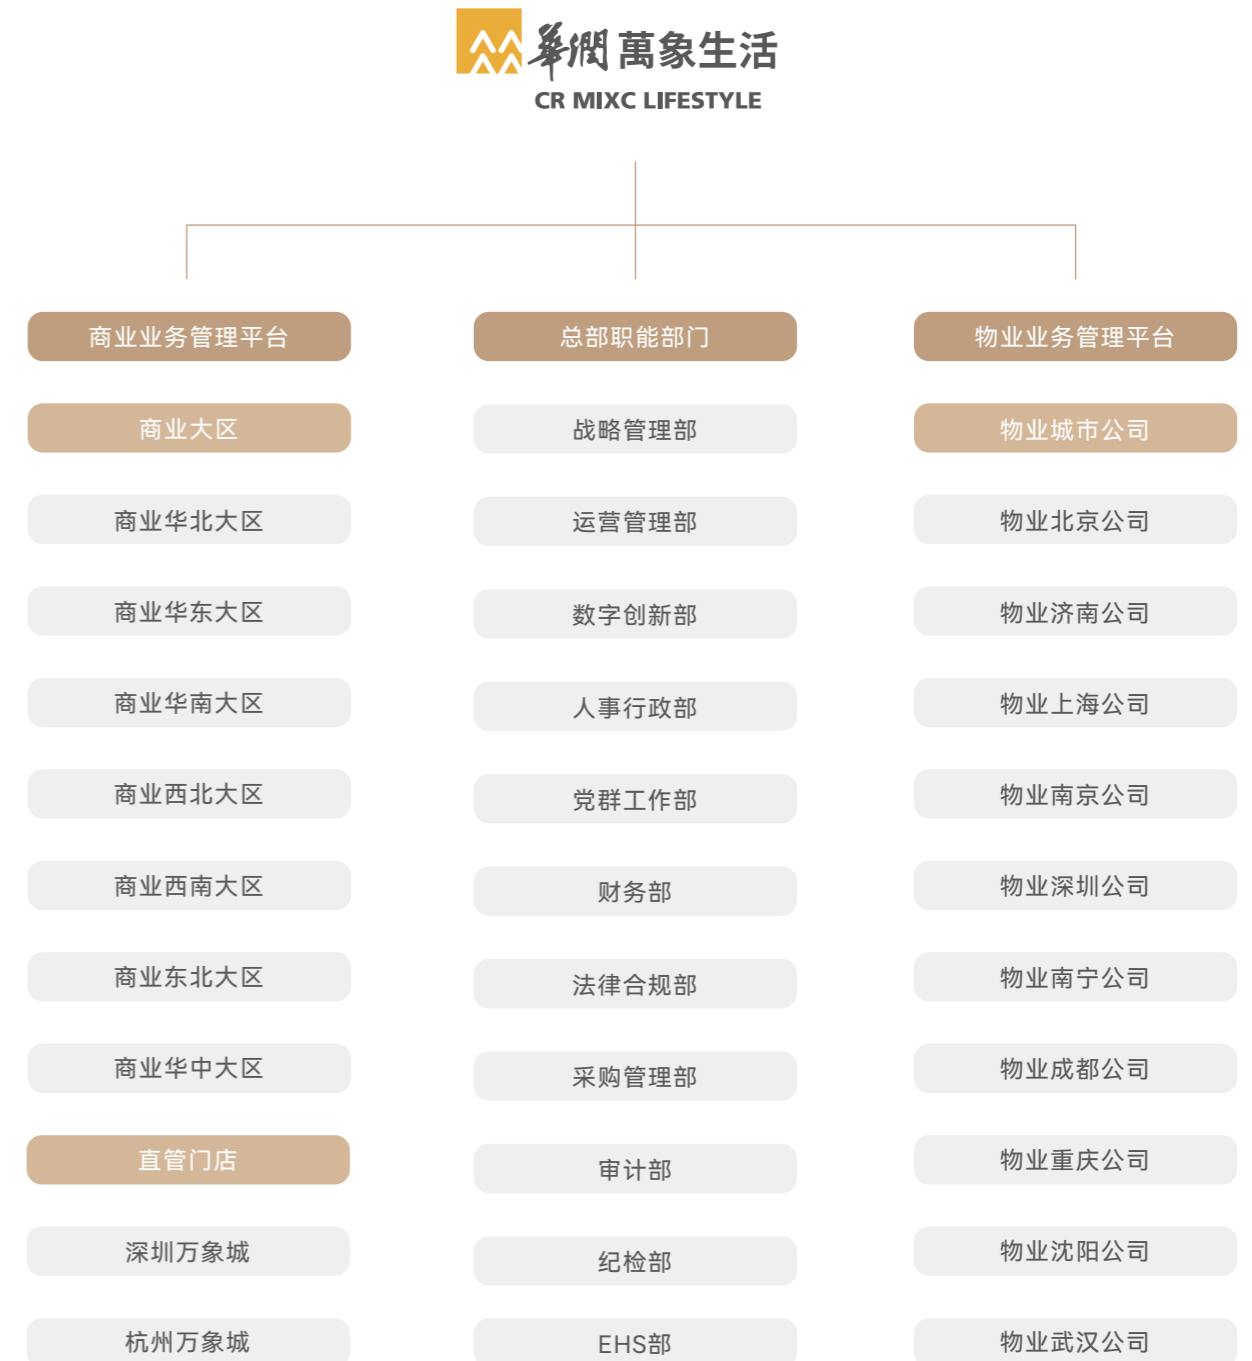 華潤萬象生活
CR MIXC LIFESTYLE
商业业务管理平台
商业大区
商业华北大区
商业华东大区
商业华南大区
商业西北大区
商业西南大区
商业东北大区
商业华中大区
直管门店
深圳万象城
杭州万象城
总部职能部门
战略管理部
运营管理部
数字创新部
人事行政部
党群工作部
财务部
法律合规部
采购管理部
审计部
纪检部
EHS部
物业业务管理平台
物业城市公司
物业北京公司
物业济南公司
物业上海公司
物业南京公司
物业深圳公司
物业南宁公司
物业成都公司
物业重庆公司
物业沈阳公司
物业武汉公司